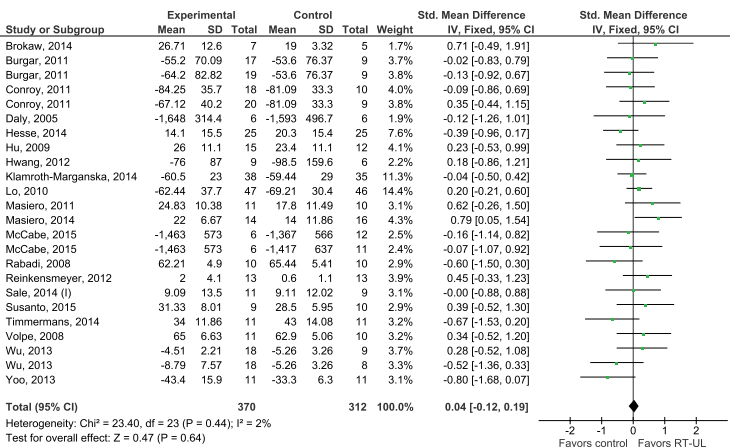 Experimental Control Std. Mean Difference Std. Mean Difference
Study or Subgroup Mean SD Total Mean SD Total Weight IV, Fixed, 95% CI IV, Fixed, 95% CI
Brokaw, 2014 26.71 12.6 7 19 3.32 5 1.7% 0.71 [-0.49, 1.91]
Burgar, 2011 -55.2 70.09 17 -53.6 76.37 9 3.6% -0.02 [-0.83, 0.79]
Burgar, 2011 -64.2 82.82 19 -53.6 76.37 9 3.7% -0.13 [-0.92, 0.67]
Conroy, 2011 -84.25 35.7 18 -81.09 33.3 10 4.0% -0.09 [-0.86, 0.69]
Conroy, 2011 -67.12 40.2 20 -81.09 33.3 9 3.8% 0.35 [-0.44, 1.15]
Daly, 2005 -1,648 314.4 6 -1,593 496.7 6 1.8% -0.12 [-1.26, 1.01]
Hesse, 2014 14.1 15.5 25 20.3 15.4 25 7.6% -0.39 [-0.96, 0.17]
Hu, 2009 26 11.1 15 23.4 11.1 12 4.1% 0.23 [-0.53, 0.99]
Hwang, 2012 -76 87 9 -98.5 159.6 6 2.2% 0.18 [-0.86, 1.21]
Klamroth-Marganska, 2014 -60.5 23 38 -59.44 29 35 11.3% -0.04 [-0.50, 0.42]
Lo, 2010 -62.44 37.7 47 -69.21 30.4 46 14.4% 0.20 [-0.21, 0.60]
Masiero, 2011 24.83 10.38 11 17.8 11.49 10 3.1% 0.62 [-0.26, 1.50]
Masiero, 2014 22 6.67 14 14 11.86 16 4.3% 0.79 [0.05, 1.54]
McCabe, 2015 -1,463 573 6 -1,367 566 12 2.5% -0.16 [-1.14, 0.82]
McCabe, 2015 -1,463 573 6 -1,417 637 11 2.4% -0.07 [-1.07, 0.92]
Rabadi, 2008 62.21 4.9 10 65.44 5.41 10 2.9% -0.60 [-1.50, 0.30]
Reinkensmeyer, 2012 2 4.1 13 0.6 1.1 13 3.9% 0.45 [-0.33, 1.23]
Sale, 2014 (I) 9.09 13.5 11 9.11 12.02 9 3.1% -0.00 [-0.88, 0.88]
Susanto, 2015 31.33 8.01 9 28.5 5.95 10 2.9% 0.39 [-0.52, 1.30]
Timmermans, 2014 34 11.86 11 43 14.08 11 3.2% -0.67 [-1.53, 0.20]
Volpe, 2008 65 6.63 11 62.9 5.06 10 3.2% 0.34 [-0.52, 1.20]
Wu, 2013 -4.51 2.21 18 -5.26 3.26 9 3.7% 0.28 [-0.52, 1.08]
Wu, 2013 -8.79 7.57 18 -5.26 3.26 8 3.3% -0.52 [-1.36, 0.33]
Yoo, 2013 -43.4 15.9 11 -33.3 6.3 11 3.1% -0.80 [-1.68, 0.07]
Total (95% CI) 370 312 100.0% 0.04 [-0.12, 0.19]
Heterogeneity: Chi² = 23.40, df = 23 (P = 0.44); I² = 2%
Test for overall effect: Z = 0.47 (P = 0.64)
-2 -1 0 1 2
Favors control Favors RT-UL